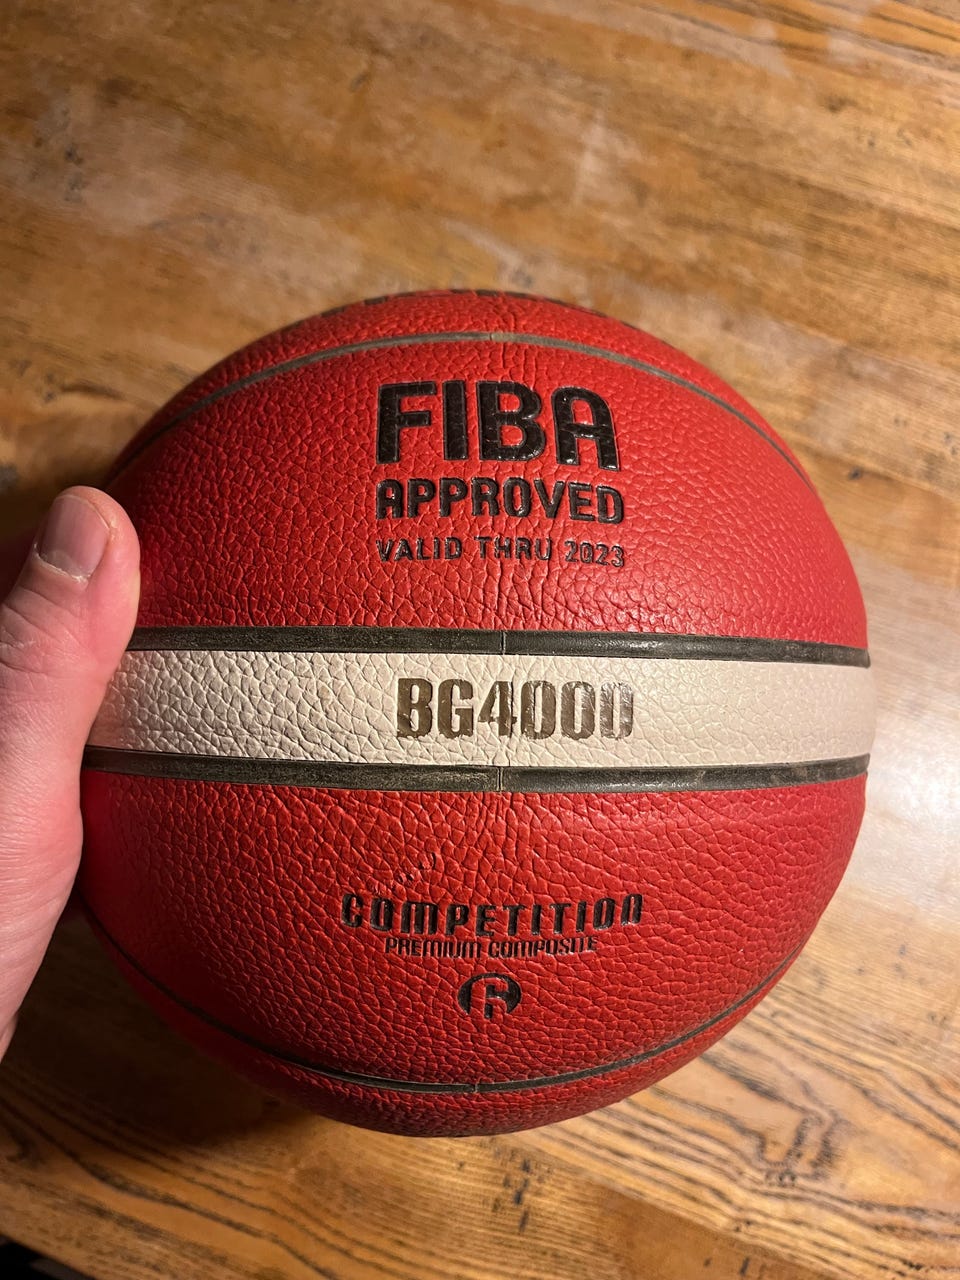 FIBA
APPROVED
VALID THRU 2023
BG4000
COMPETITION
PREMIUM COMPOSITE